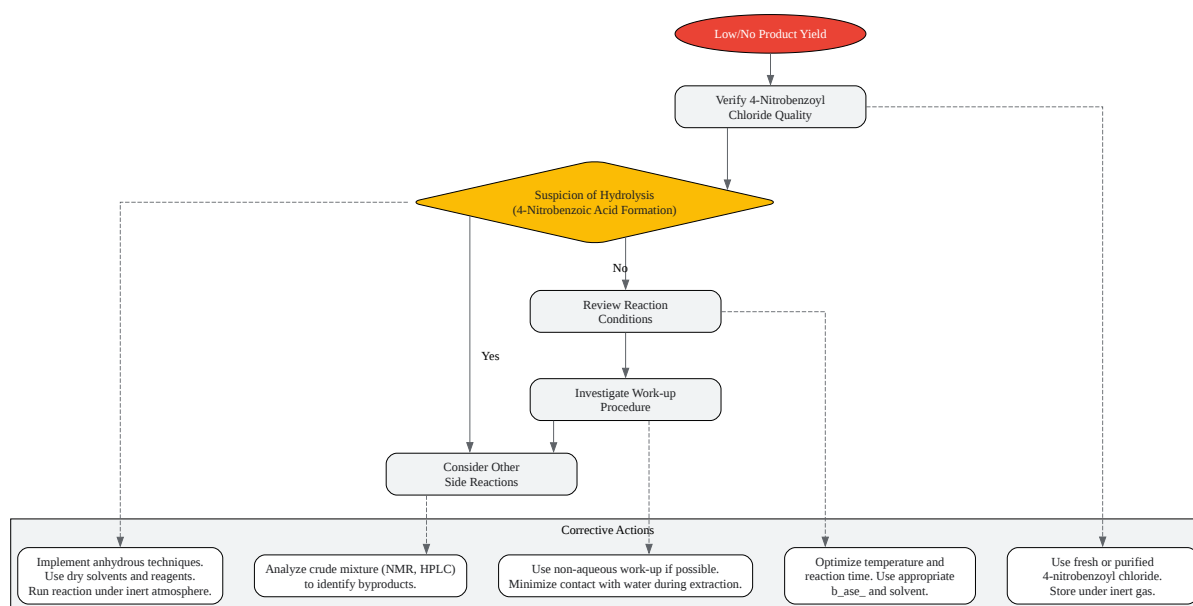 Low/No Product Yield
Verify 4-Nitrobenzoyl
Chloride Quality
Suspicion of Hydrolysis
(4-Nitrobenzoic Acid Formation)
No
Review Reaction
Conditions
Yes
Investigate Work-up
Procedure
Consider Other
Side Reactions
Corrective Actions
Implement anhydrous techniques.
Use dry solvents and reagents.
Run reaction under inert atmosphere.
Analyze crude mixture (NMR, HPLC)
to identify byproducts.
Use non-aqueous work-up if possible.
Minimize contact with water during extraction.
Optimize temperature and
reaction time. Use appropriate
b_ase_ and solvent.
Use fresh or purified
4-nitrobenzoyl chloride.
Store under inert gas.